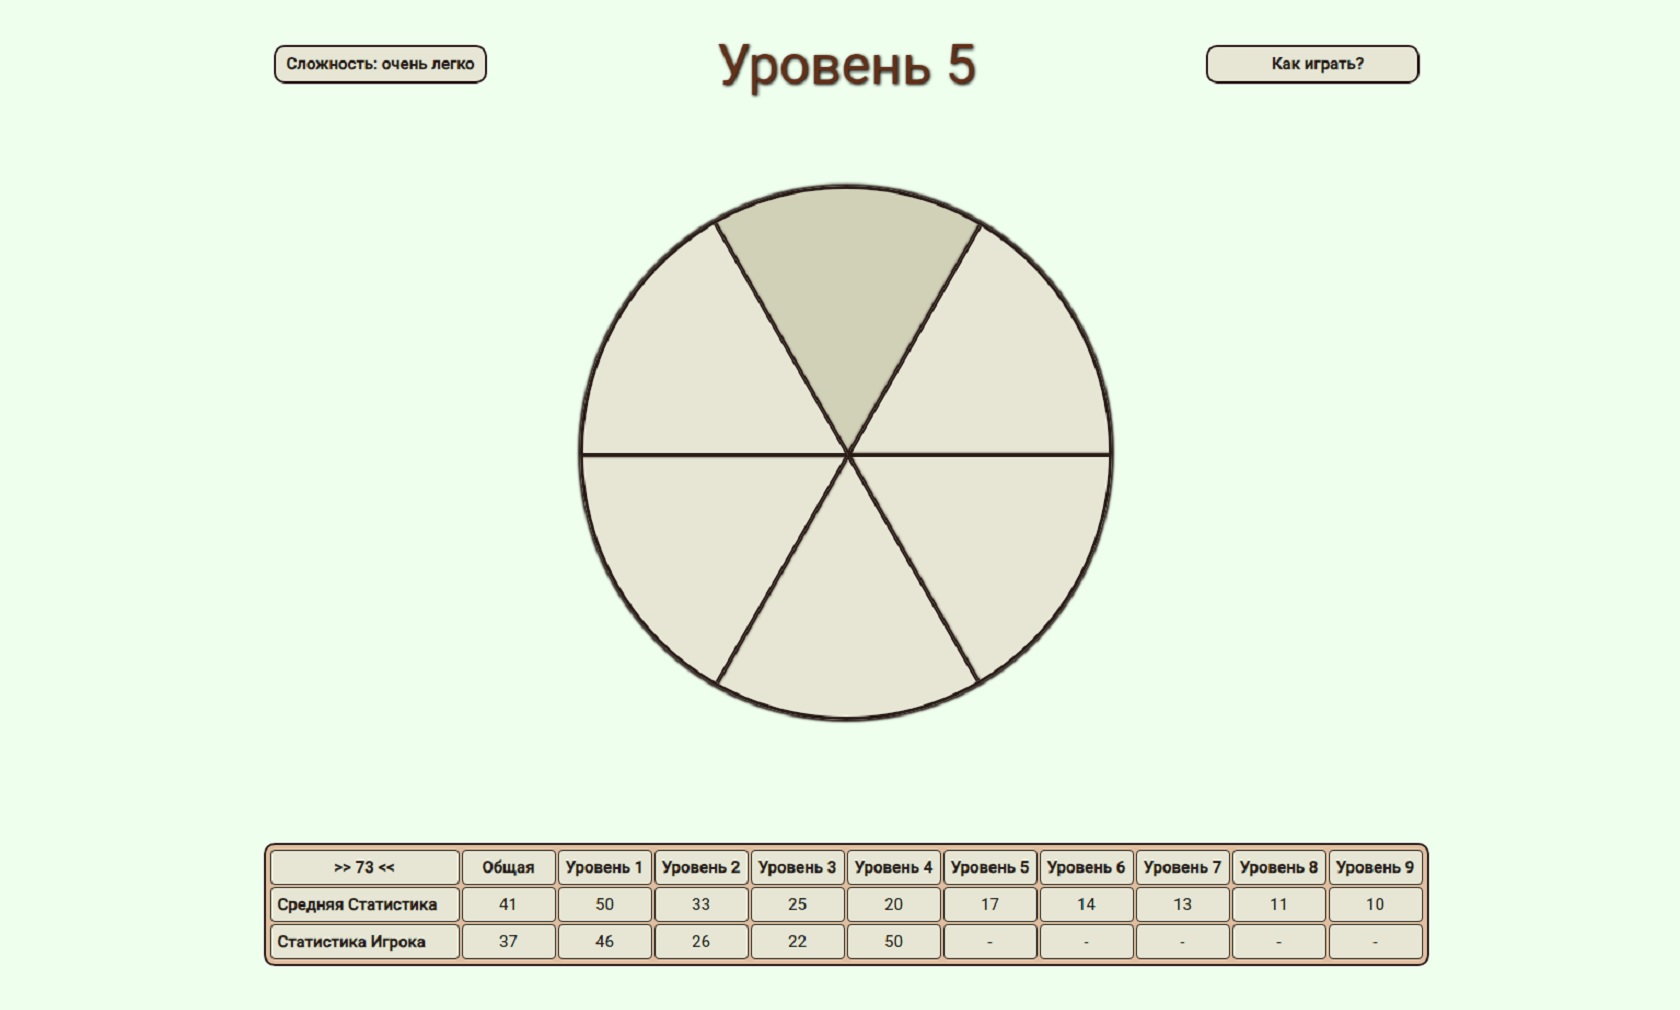 Сложность: очень легко
Уровень 5
Как играть?
>> 73 << Общая Уровень 1 Уровень 2 Уровень 3 Уровень 4 Уровень 5 Уровень 6 Уровень 7 Уровень 8 Уровень 9
Средняя Статистика 41 50 33 25 20 17 14 13 11 10
Статистика Игрока 37 46 26 22 50 - - - - -